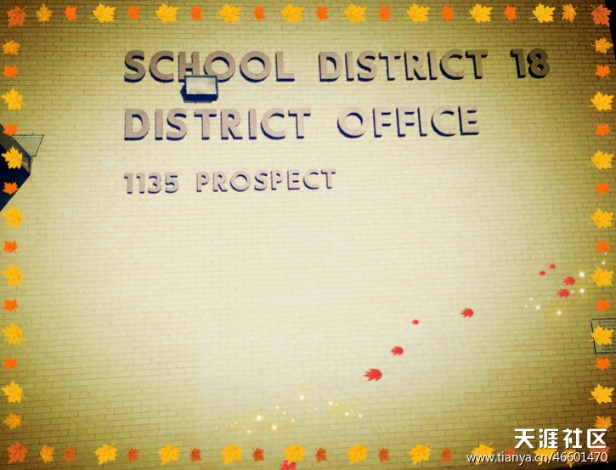 SCHOOL DISTRICT 18
DISTRICT OFFICE
1135 PROSPECT
天涯社区
www.tianya.cn/46601470